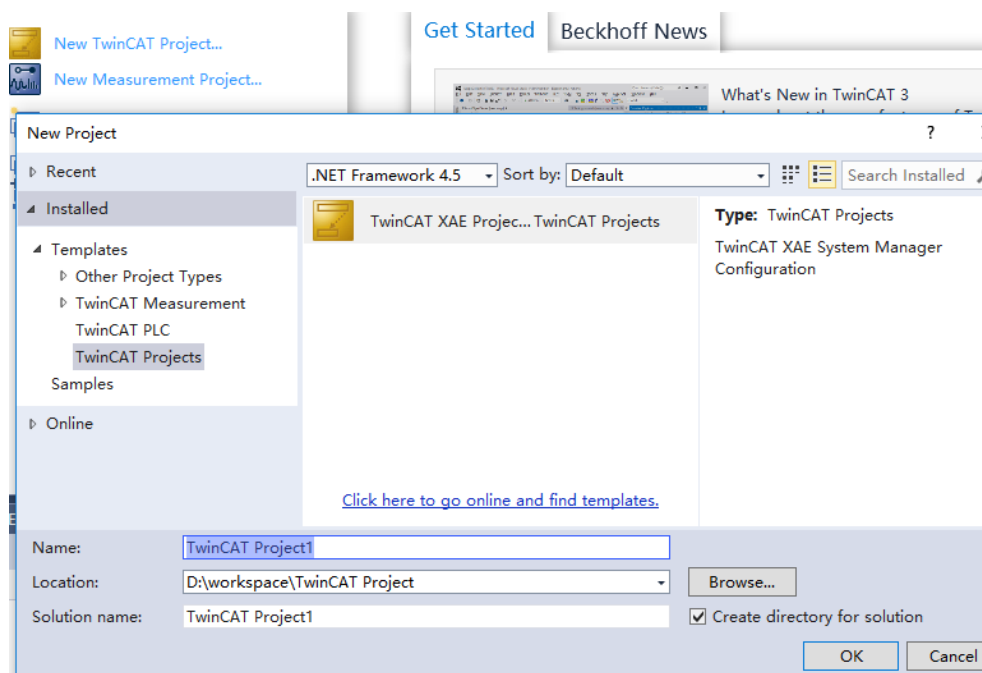 New TwinCAT Project...
New Measurement Project...
Get Started
Beckhoff News
What's New in TwinCAT 3
New Project
?
Recent
.NET Framework 4.5
Sort by:
Default
Search Installed
Installed
Templates
Other Project Types
TwinCAT Measurement
TwinCAT PLC
TwinCAT Projects
Samples
Online
TwinCAT XAE Projec... TwinCAT Projects
Type: TwinCAT Projects
TwinCAT XAE System Manager
Configuration
Click here to go online and find templates.
Name:
TwinCAT Project1
Location:
D:\workspace\TwinCAT Project
Browse...
Solution name:
TwinCAT Project1
Create directory for solution
OK
Cancel